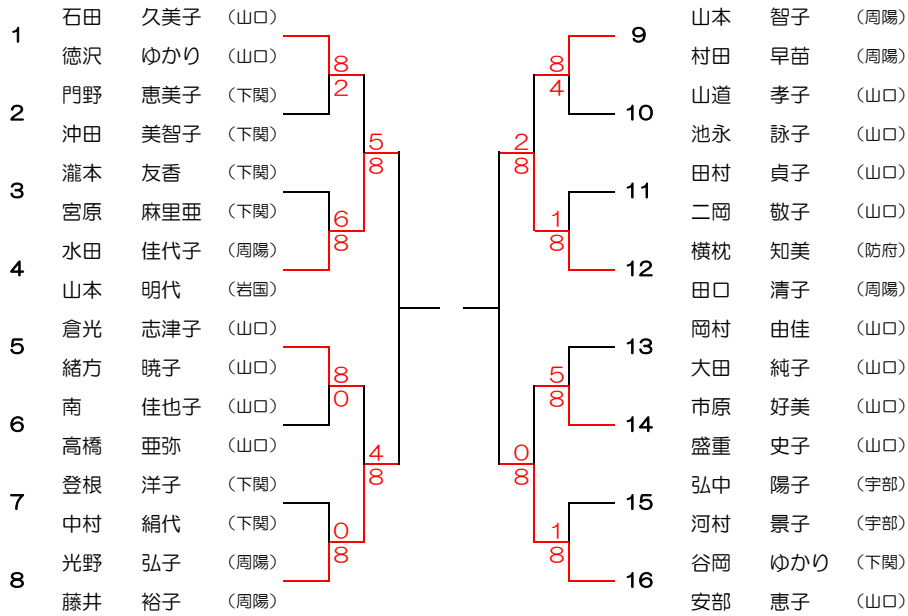 1 石田 久美子 (山口)
徳沢 ゆかり (山口)
2 門野 恵美子 (下関)
沖田 美智子 (下関)
3 瀧本 友香 (下関)
宮原 麻里亜 (下関)
4 水田 佳代子 (周陽)
山本 明代 (岩国)
5 倉光 志津子 (山口)
緒方 暁子 (山口)
6 南 佳也子 (山口)
高橋 亜弥 (山口)
7 登根 洋子 (下関)
中村 絹代 (下関)
8 光野 弘子 (周陽)
藤井 裕子 (周陽)
8
2
6
8
8
0
0
8
5
8
4
8
2
8
0
8
8
4
1
8
5
8
1
8
9 山本 智子 (周陽)
村田 早苗 (周陽)
10 山道 孝子 (山口)
池永 詠子 (山口)
11 田村 貞子 (山口)
二岡 敬子 (山口)
12 横枕 知美 (防府)
田口 清子 (周陽)
13 岡村 由佳 (山口)
大田 純子 (山口)
14 市原 好美 (山口)
盛重 史子 (山口)
15 弘中 陽子 (宇部)
河村 景子 (宇部)
16 谷岡 ゆかり (下関)
安部 恵子 (山口)